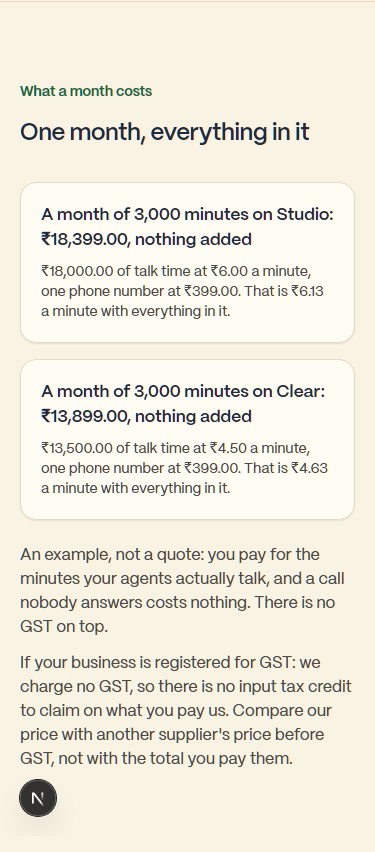 What a month costs
One month, everything in it
A month of 3,000 minutes on Studio:
₹18,399.00, nothing added
₹18,000.00 of talk time at ₹6.00 a minute,
one phone number at ₹399.00. That is ₹6.13
a minute with everything in it.
A month of 3,000 minutes on Clear:
₹13,899.00, nothing added
₹13,500.00 of talk time at ₹4.50 a minute,
one phone number at ₹399.00. That is ₹4.63
a minute with everything in it.
An example, not a quote: you pay for the
minutes your agents actually talk, and a call
nobody answers costs nothing. There is no
GST on top.
If your business is registered for GST: we
charge no GST, so there is no input tax credit
to claim on what you pay us. Compare our
price with another supplier's price before
GST, not with the total you pay them.
N